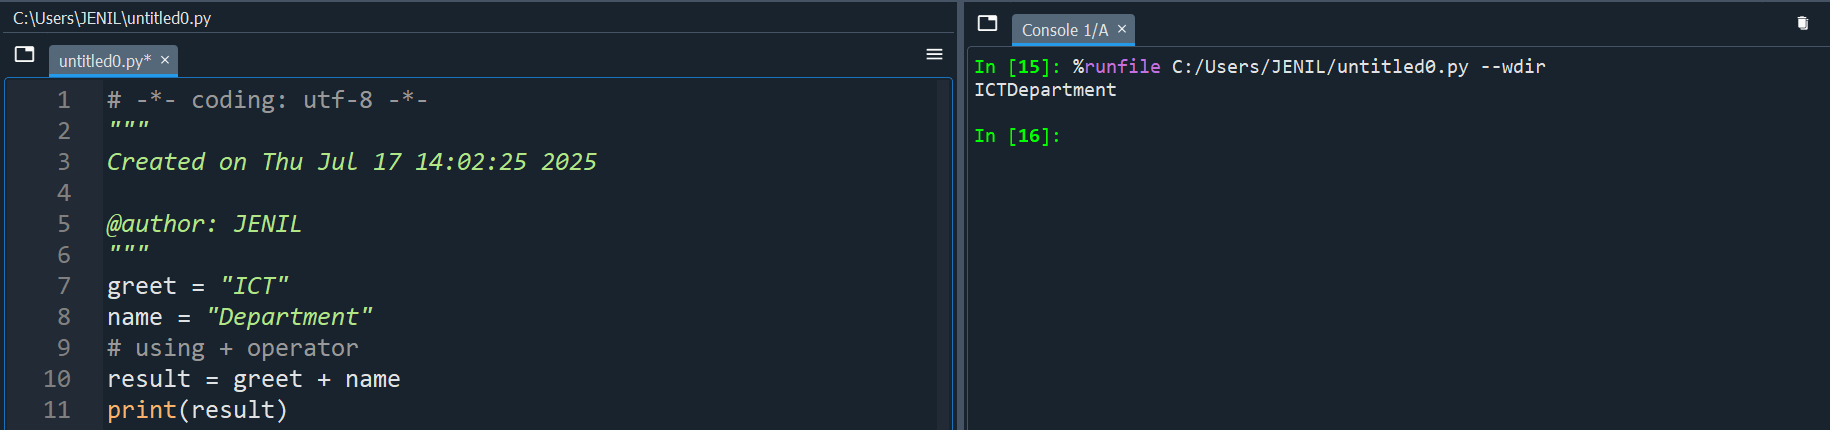 C:\Users\JENIL\untitled0.py
untitled0.py*
1 # -*- coding: utf-8 -*-
2 """
3 Created on Thu Jul 17 14:02:25 2025
4
5 @author: JENIL
6 """
7 greet = "ICT"
8 name = "Department"
9 # using + operator
10 result = greet + name
11 print(result)
Console 1/A
In [15]: %runfile C:/Users/JENIL/untitled0.py --wdir
ICTDepartment
In [16]: